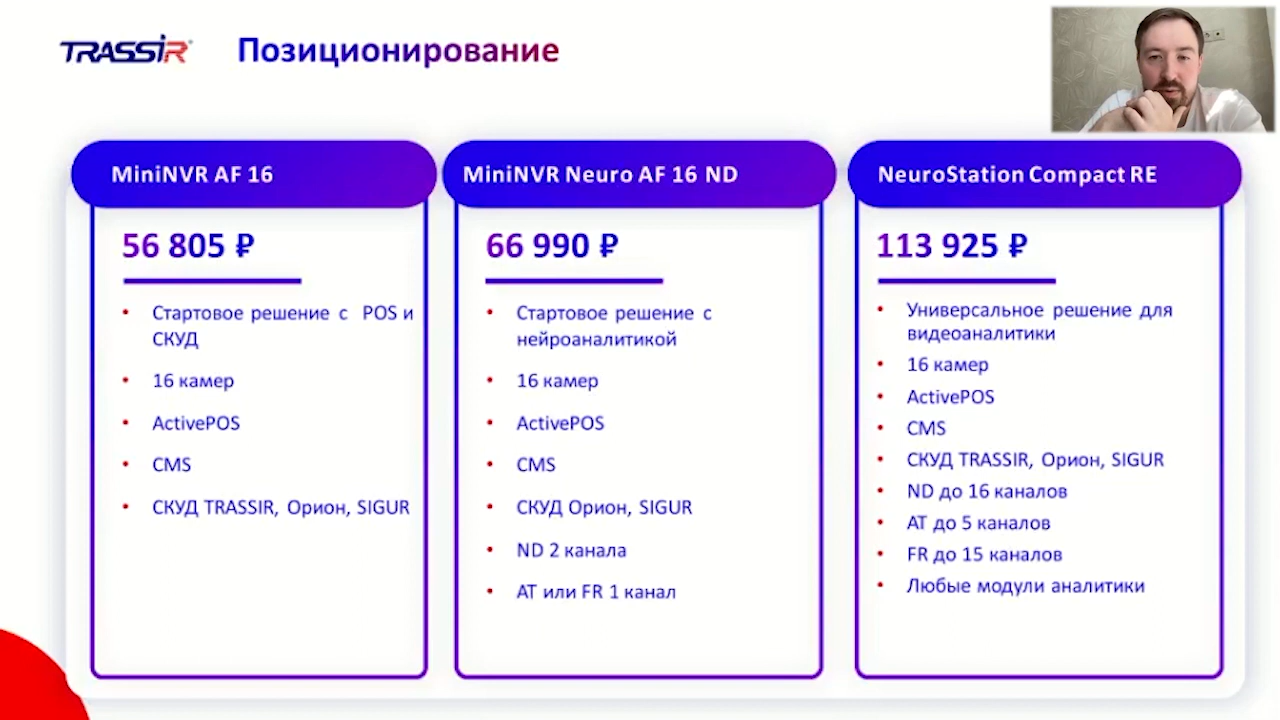 TRASSIR
Позиционирование
MiniNVR AF 16
56 805 ₽
• Стартовое решение с POS и
СКУД
• 16 камер
• ActivePOS
• CMS
• СКУД TRASSIR, Орион, SIGUR
MiniNVR Neuro AF 16 ND
66 990 ₽
• Стартовое решение с
нейроаналитикой
• 16 камер
• ActivePOS
• CMS
• СКУД Орион, SIGUR
• ND 2 канала
• AT или FR 1 канал
NeuroStation Compact RE
113 925 ₽
• Универсальное решение для
видеоаналитики
• 16 камер
• ActivePOS
• CMS
• СКУД TRASSIR, Орион, SIGUR
• ND до 16 каналов
• AT до 5 каналов
• FR до 15 каналов
• Любые модули аналитики